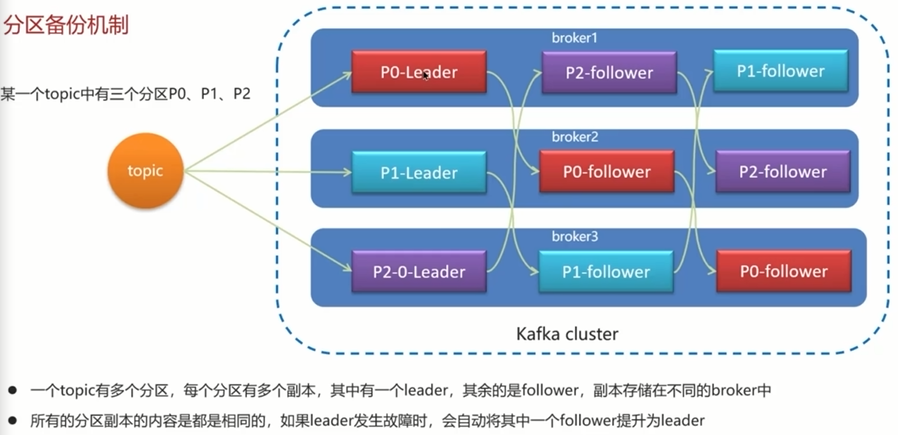 分区备份机制
某一个topic中有三个分区P0、P1、P2
topic
broker1
P0-Leader
P2-follower
P1-follower
broker2
P1-Leader
P0-follower
P2-follower
broker3
P2-0-Leader
P1-follower
P0-follower
Kafka cluster
● 一个topic有多个分区，每个分区有多个副本，其中有一个leader，其余的是follower，副本存储在不同的broker中
● 所有的分区副本的内容是都是相同的，如果leader发生故障时，会自动将其中一个follower提升为leader